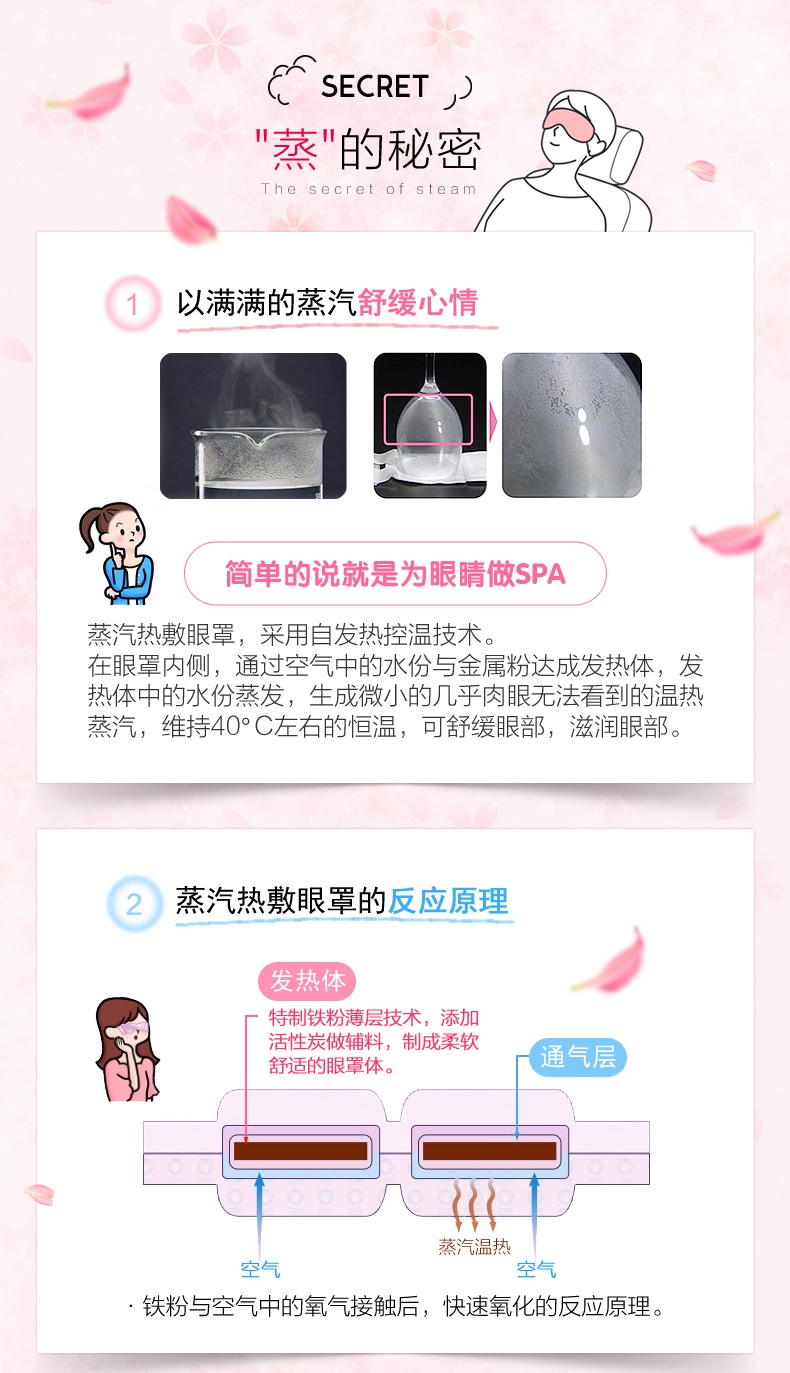 SECRET
"蒸"的秘密
The secret of steam
1 以满满的蒸汽舒缓心情
简单的说就是为眼睛做SPA
蒸汽热敷眼罩，采用自发热控温技术。
在眼罩内侧，通过空气中的水份与金属粉达成发热体，发
热体中的水份蒸发，生成微小的几乎肉眼无法看到的温热
蒸汽，维持40°C左右的恒温，可舒缓眼部，滋润眼部。
2 蒸汽热敷眼罩的反应原理
发热体
特制铁粉薄层技术，添加
活性炭做辅料，制成柔软
舒适的眼罩体。
通气层
蒸汽温热
空气
空气
· 铁粉与空气中的氧气接触后，快速氧化的反应原理。